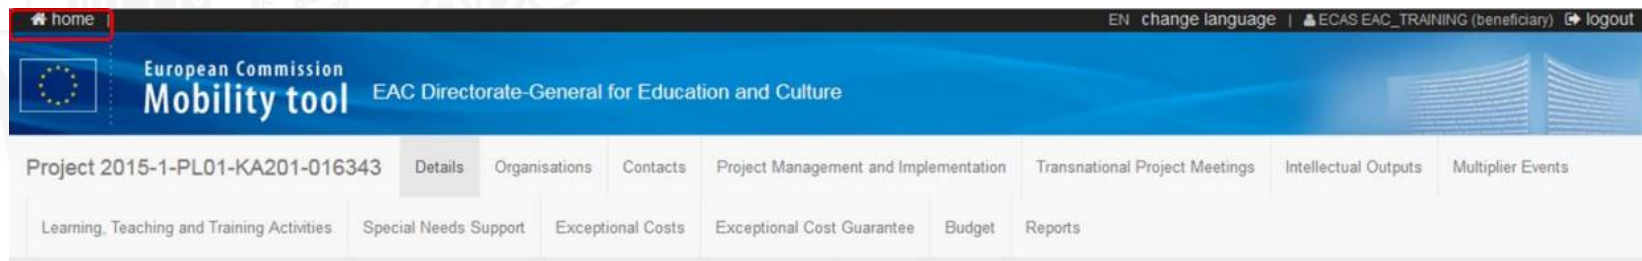 home |
EN change language | ECAS EAC_TRAINING (beneficiary) logout
European Commission
Mobility tool
EAC Directorate-General for Education and Culture
Project 2015-1-PL01-KA201-016343 Details Organisations Contacts Project Management and Implementation Transnational Project Meetings Intellectual Outputs Multiplier Events
Learning, Teaching and Training Activities Special Needs Support Exceptional Costs Exceptional Cost Guarantee Budget Reports